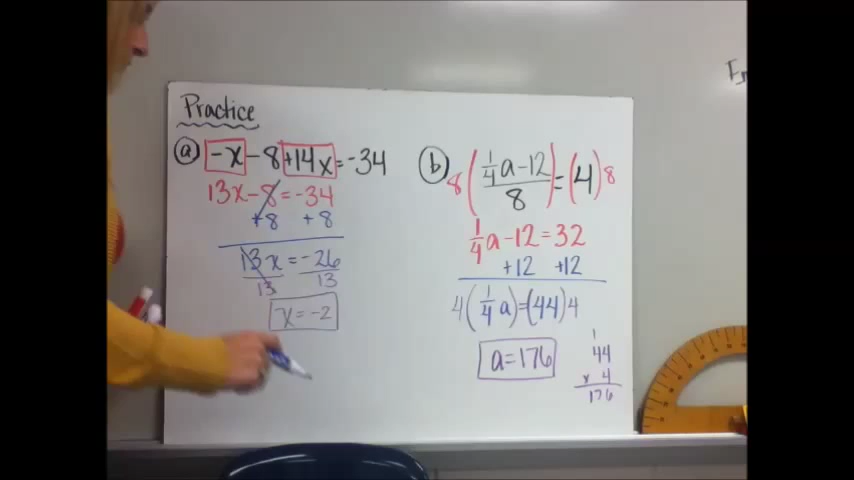 Practice
a -x-8+14x=-34
13x-8=-34
+8 +8
13x=-26
13 13
x=-2
b 8((1/4a-12)/8)=(4)8
1/4a-12=32
+12 +12
4(1/4a)=(44)4
a=176
1
44
x 4
176